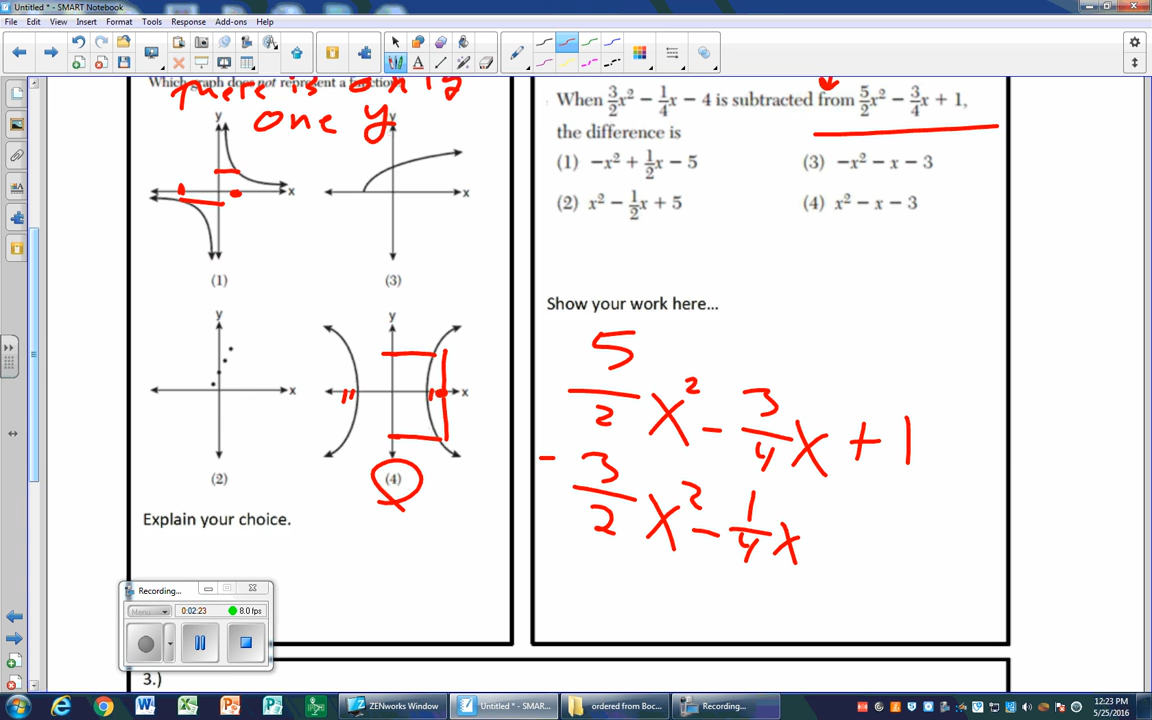 Untitled * - SMART Notebook
File Edit View Insert Format Tools Response Add-ons Help
Which graph does not represent a function
There is only
one y
y
x
(1)
y
x
(3)
y
x
(2)
y
x
(4)
Explain your choice.
When 3/2x² − 1/4x − 4 is subtracted from 5/2x² − 3/4x + 1,
the difference is
(1) −x² + 1/2x − 5
(3) −x² − x − 3
(2) x² − 1/2x + 5
(4) x² − x − 3
Show your work here...
5/2 x² − 3/4 x + 1
− 3/2 x² − 1/4 x
Recording...
Menu
0:02:23
8.0 fps
3.)
ZENworks Window
Untitled * - SMAR...
ordered from Boc...
Recording...
12:23 PM
5/25/2016